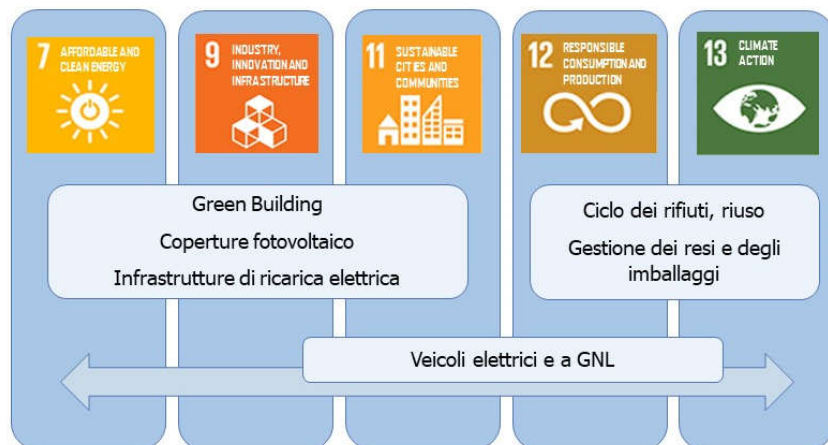 7 AFFORDABLE AND
CLEAN ENERGY
9 INDUSTRY,
INNOVATION AND
INFRASTRUCTURE
11 SUSTAINABLE
CITIES AND
COMMUNITIES
12 RESPONSIBLE
CONSUMPTION AND
PRODUCTION
13 CLIMATE
ACTION
Green Building
Coperture fotovoltaico
Infrastrutture di ricarica elettrica
Ciclo dei rifiuti, riuso
Gestione dei resi e degli
imballaggi
Veicoli elettrici e a GNL